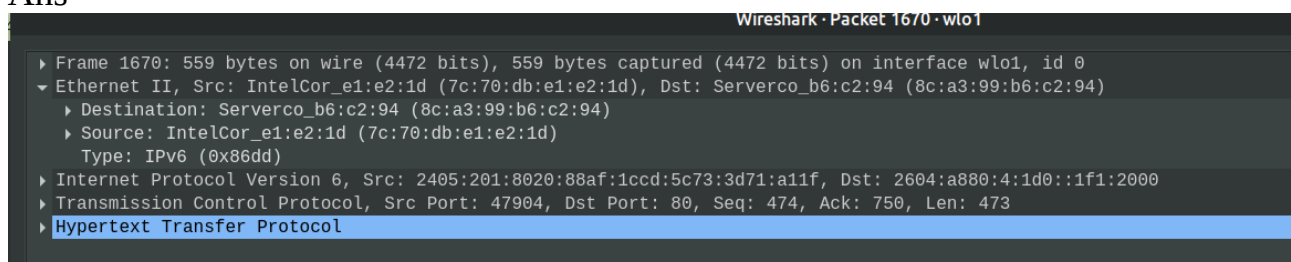 Ans
Wireshark · Packet 1670 · wlo1
Frame 1670: 559 bytes on wire (4472 bits), 559 bytes captured (4472 bits) on interface wlo1, id 0
Ethernet II, Src: IntelCor_e1:e2:1d (7c:70:db:e1:e2:1d), Dst: Serverco_b6:c2:94 (8c:a3:99:b6:c2:94)
Destination: Serverco_b6:c2:94 (8c:a3:99:b6:c2:94)
Source: IntelCor_e1:e2:1d (7c:70:db:e1:e2:1d)
Type: IPv6 (0x86dd)
Internet Protocol Version 6, Src: 2405:201:8020:88af:1ccd:5c73:3d71:a11f, Dst: 2604:a880:4:1d0::1f1:2000
Transmission Control Protocol, Src Port: 47904, Dst Port: 80, Seq: 474, Ack: 750, Len: 473
Hypertext Transfer Protocol